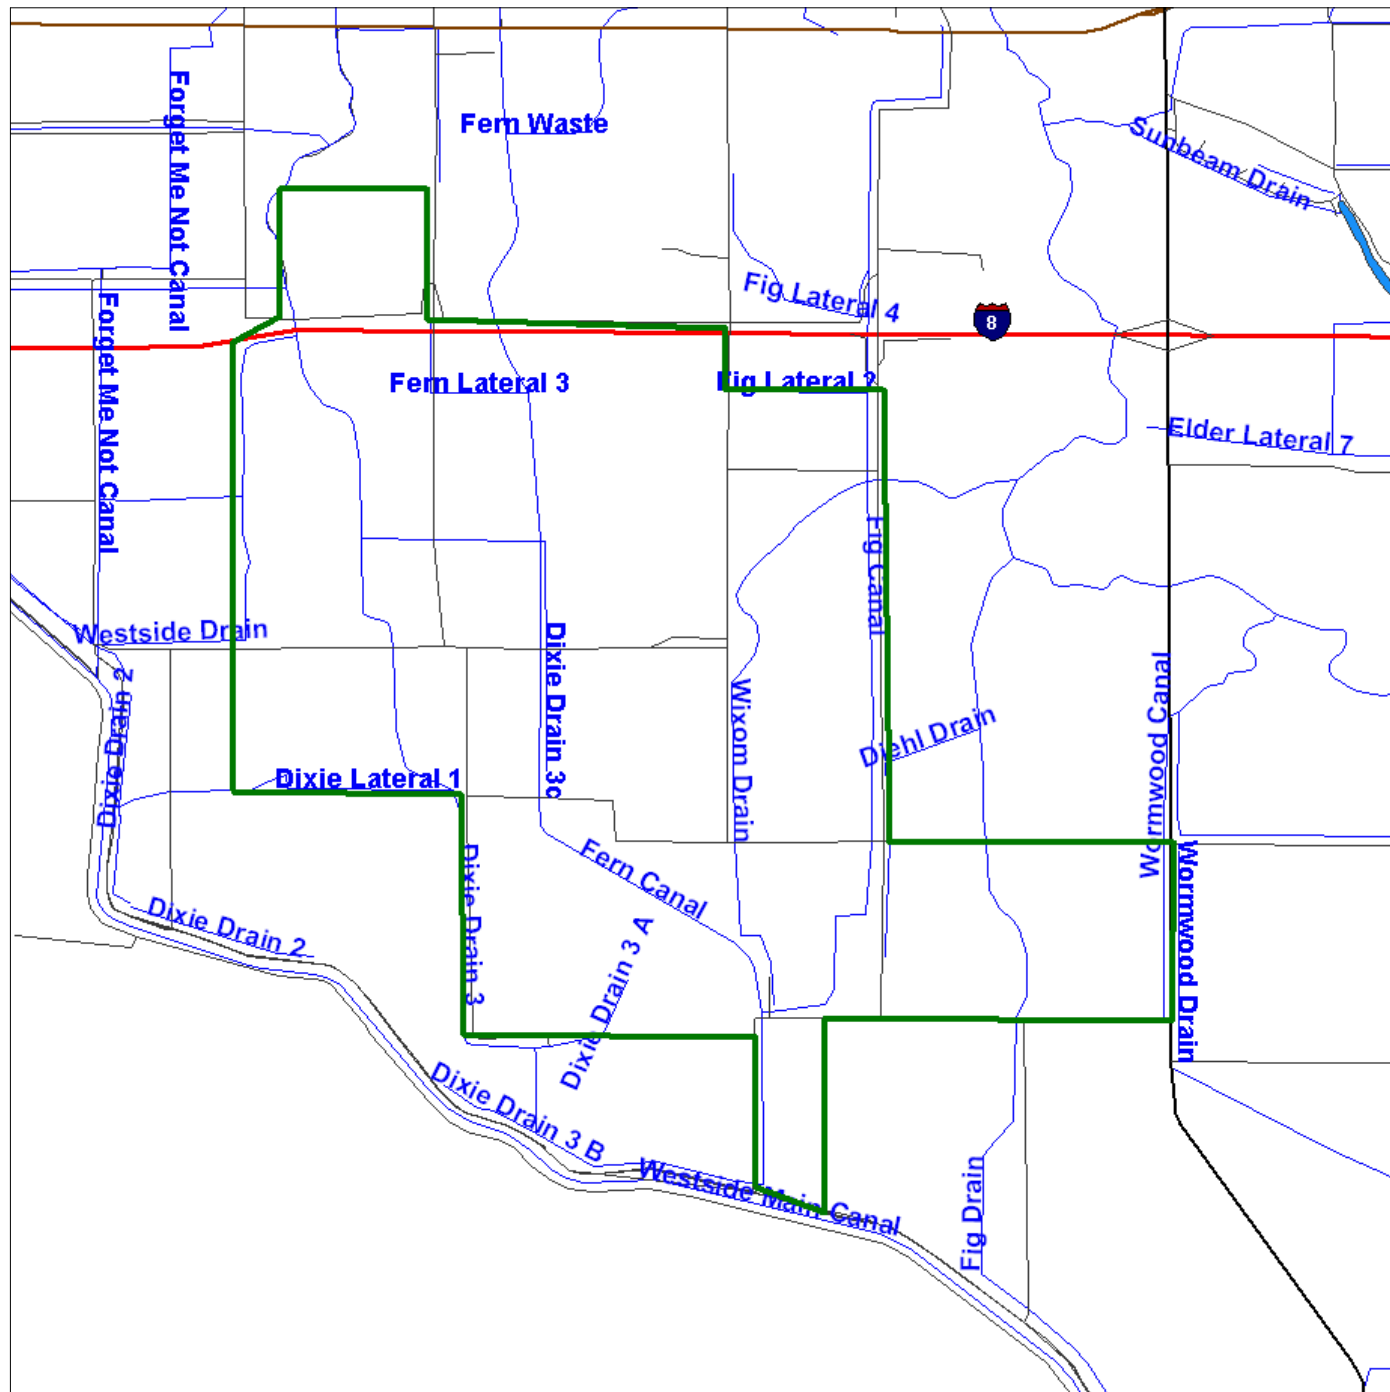 Forget Me Not Canal
Fern Waste
Sunbeam Drain
Fig Lateral 4
8
Forget Me Not Canal
Fern Lateral 3
Fig Lateral 2
Elder Lateral 7
Fig Canal
Westside Drain
Dixie Drain 3c
Dixie Drain 2
Wixom Drain
Diehl Drain
Wormwood Canal
Dixie Lateral 1
Dixie Drain 3
Fern Canal
Wormwood Drain
Dixie Drain 2
Dixie Drain 3 A
Dixie Drain 3 B
Westside Main Canal
Fig Drain